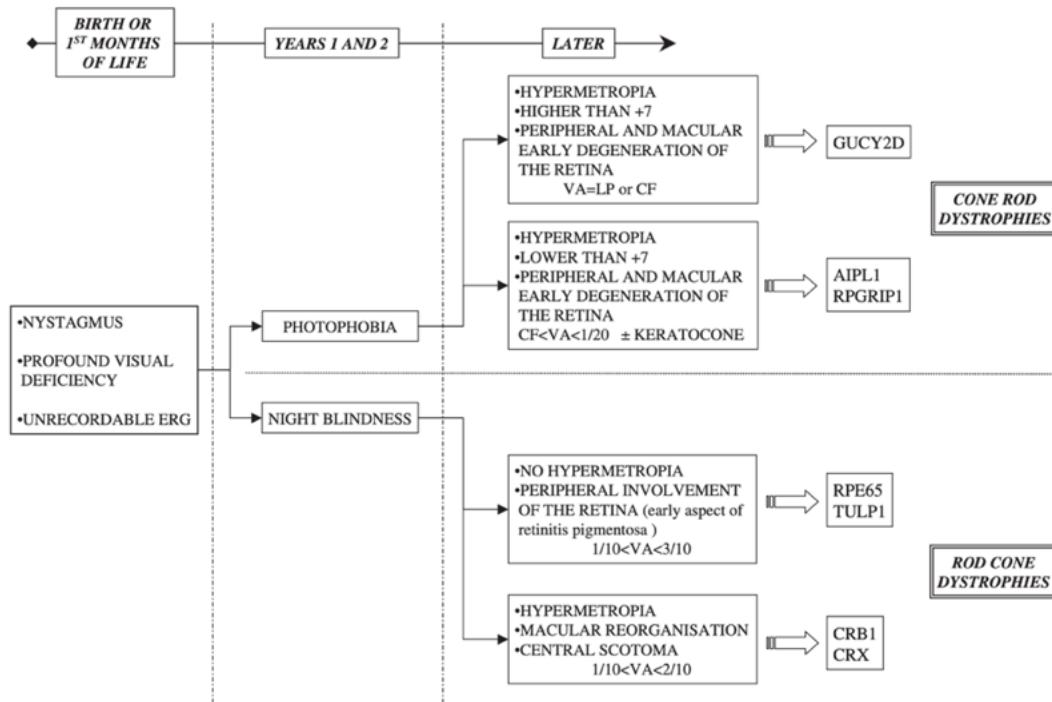 BIRTH OR
1ST MONTHS
OF LIFE
YEARS 1 AND 2
LATER
•NYSTAGMUS
•PROFOUND VISUAL
DEFICIENCY
•UNRECORDABLE ERG
PHOTOPHOBIA
NIGHT BLINDNESS
•HYPERMETROPIA
•HIGHER THAN +7
•PERIPHERAL AND MACULAR
EARLY DEGENERATION OF
THE RETINA
VA=LP or CF
GUCY2D
•HYPERMETROPIA
•LOWER THAN +7
•PERIPHERAL AND MACULAR
EARLY DEGENERATION OF
THE RETINA
CF<VA<1/20 ± KERATOCONE
AIPL1
RPGRIP1
CONE ROD
DYSTROPHIES
•NO HYPERMETROPIA
•PERIPHERAL INVOLVEMENT
OF THE RETINA (early aspect of
retinitis pigmentosa )
1/10<VA<3/10
RPE65
TULP1
•HYPERMETROPIA
•MACULAR REORGANISATION
•CENTRAL SCOTOMA
1/10<VA<2/10
CRB1
CRX
ROD CONE
DYSTROPHIES